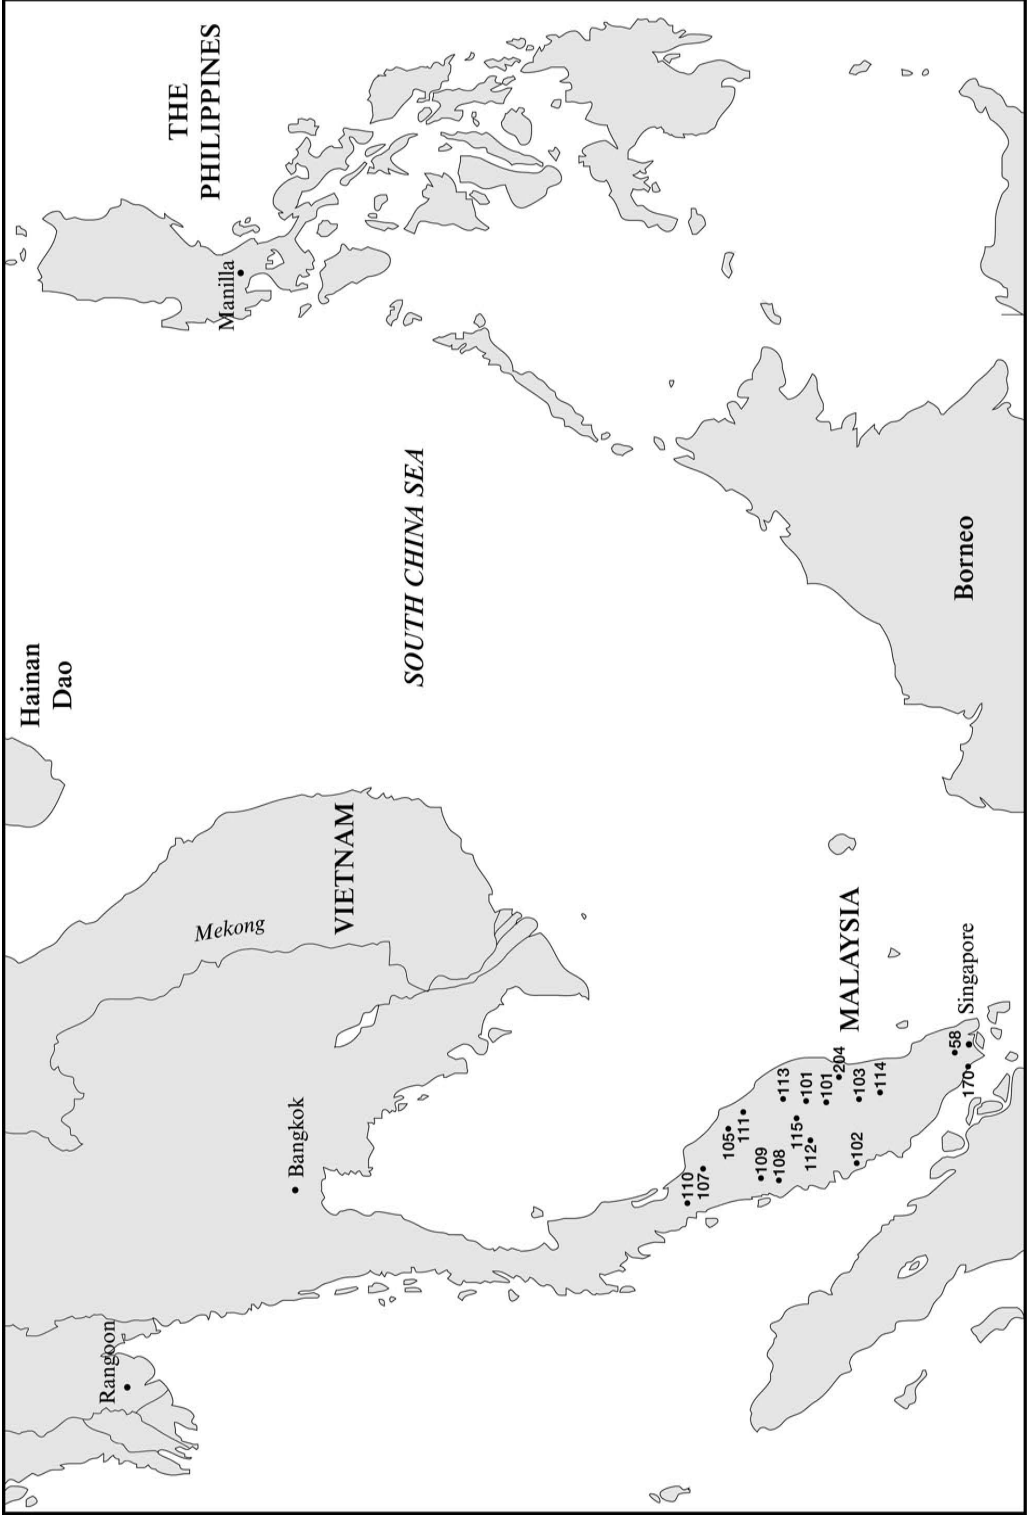 Hainan
Dao
THE
PHILIPPINES
Manilla
Rangoon
Mekong
VIETNAM
Bangkok
SOUTH CHINA SEA
MALAYSIA
Borneo
Singapore
110
107
105
111
109
108
113
101
115
112
101
204
103
102
114
58
170